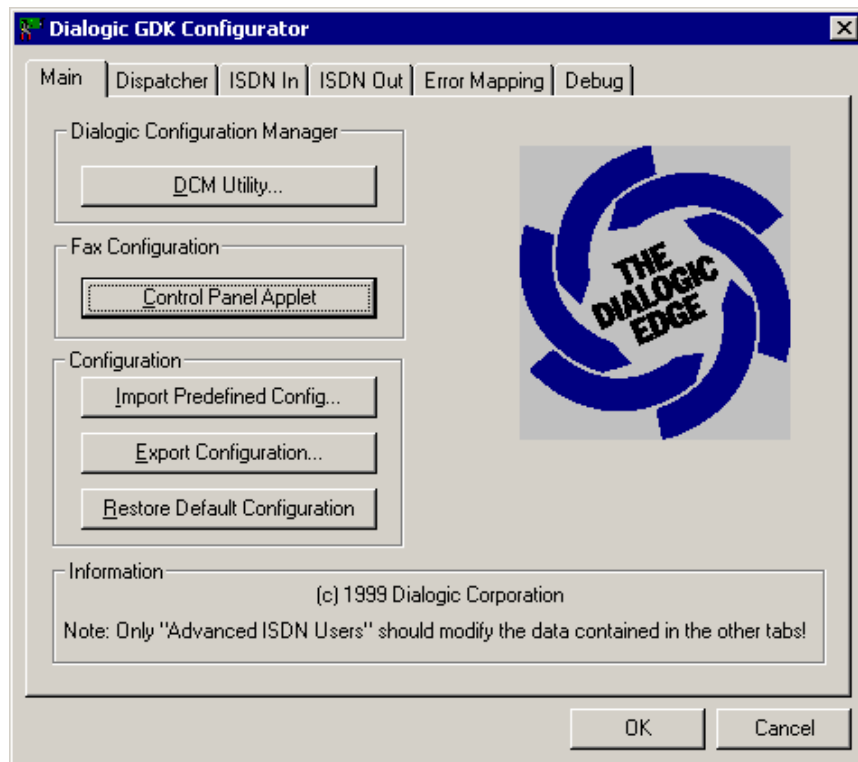 Dialogic GDK Configurator
Main Dispatcher ISDN In ISDN Out Error Mapping Debug
Dialogic Configuration Manager
DCM Utility...
Fax Configuration
Control Panel Applet
Configuration
Import Predefined Config...
Export Configuration...
Restore Default Configuration
THE
DIALOGIC
EDGE
Information
(c) 1999 Dialogic Corporation
Note: Only "Advanced ISDN Users" should modify the data contained in the other tabs!
OK Cancel